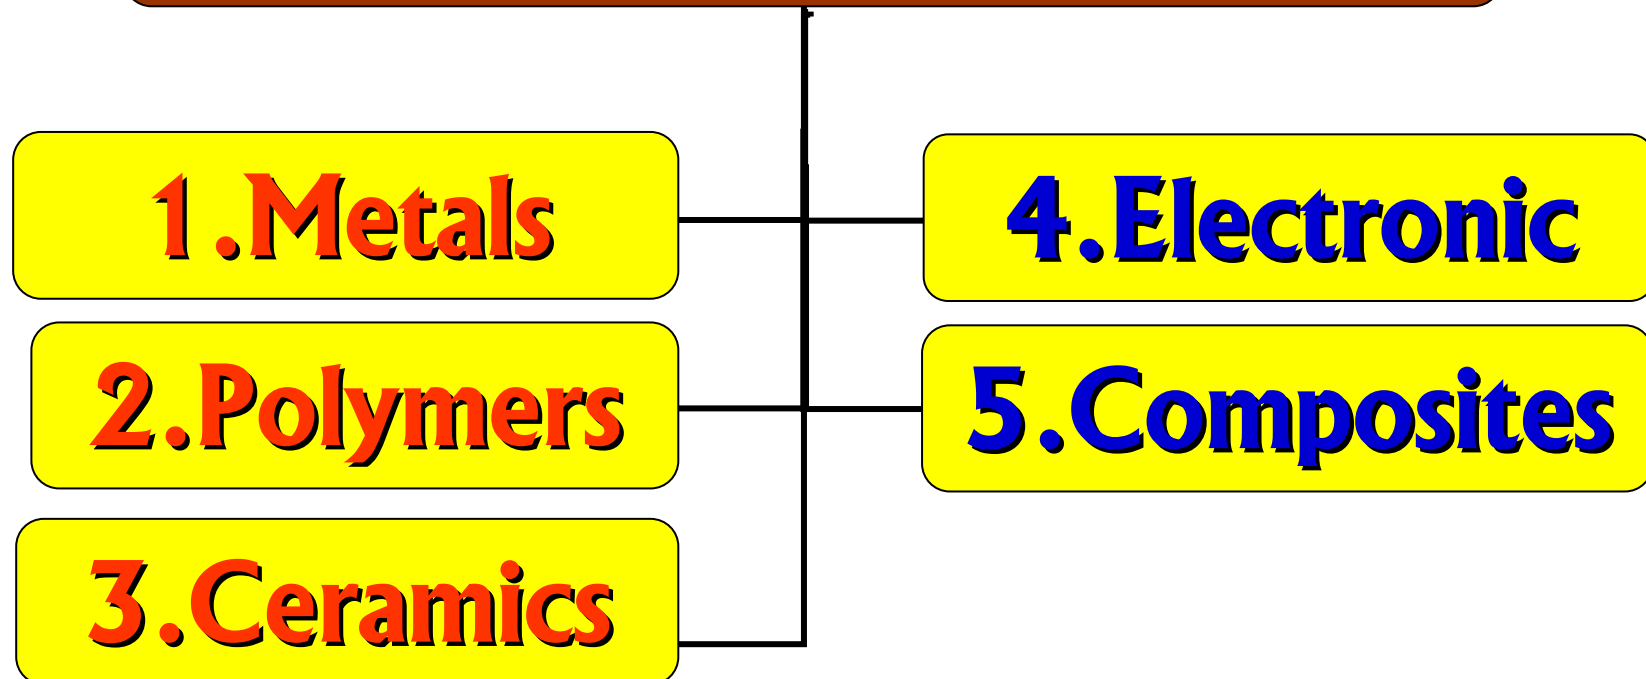 1.Metals
2.Polymers
3.Ceramics
4.Electronic
5.Composites